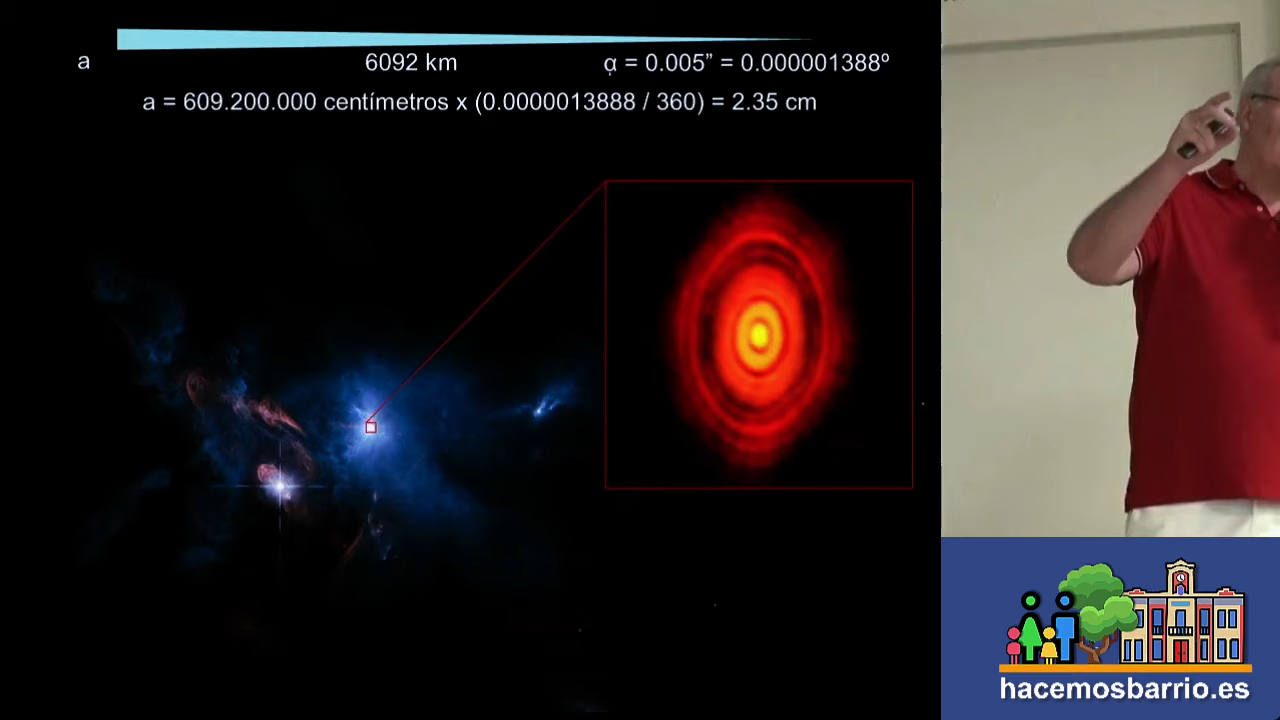 a
6092 km
α = 0.005” = 0.000001388º
a = 609.200.000 centímetros x (0.0000013888 / 360) = 2.35 cm
hacemosbarrio.es